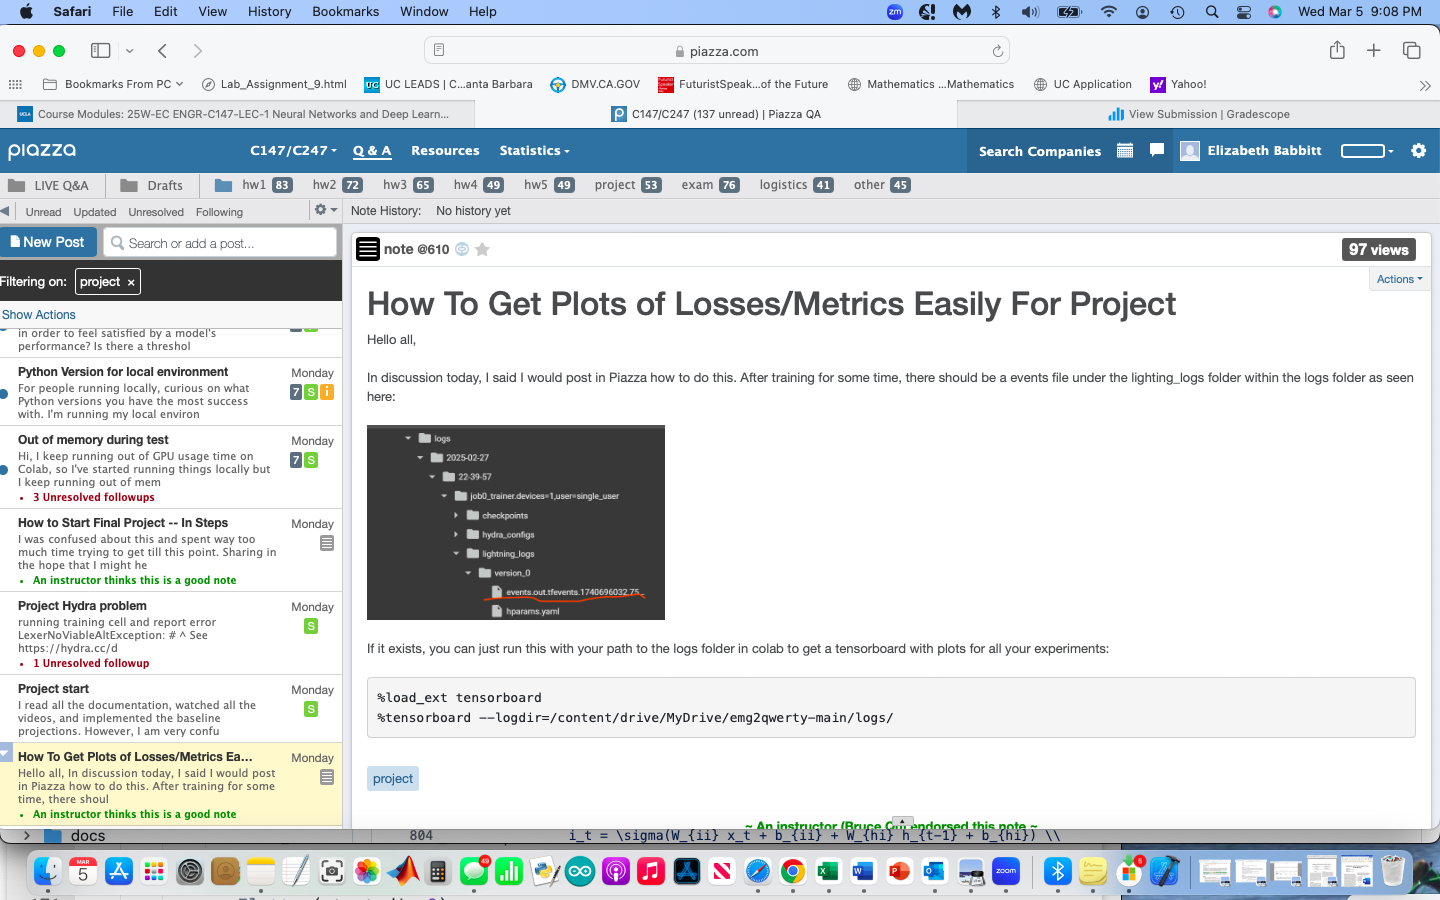 Safari File Edit View History Bookmarks Window Help Wed Mar 5 9:08 PM
piazza.com
Bookmarks From PC Lab_Assignment_9.html UC LEADS | C...anta Barbara DMV.CA.GOV FuturistSpeak...of the Future Mathematics ...Mathematics UC Application Yahoo!
Course Modules: 25W-EC ENGR-C147-LEC-1 Neural Networks and Deep Learn... C147/C247 (137 unread) | Piazza QA View Submission | Gradescope
piazza C147/C247 Q & A Resources Statistics Search Companies Elizabeth Babbitt
LIVE Q&A Drafts hw1 83 hw2 72 hw3 65 hw4 49 hw5 49 project 53 exam 76 logistics 41 other 45
Unread Updated Unresolved Following Note History: No history yet
New Post Search or add a post...
Filtering on: project ×
Show Actions
in order to feel satisfied by a model's
performance? Is there a threshol
Python Version for local environment Monday
For people running locally, curious on what
Python versions you have the most success
with. I'm running my local environ
7 S i
Out of memory during test Monday
Hi, I keep running out of GPU usage time on
Colab, so I've started running things locally but
I keep running out of mem
7 S
• 3 Unresolved followups
How to Start Final Project -- In Steps Monday
I was confused about this and spent way too
much time trying to get till this point. Sharing in
the hope that I might he
• An instructor thinks this is a good note
Project Hydra problem Monday
running training cell and report error
LexerNoViableAltException: # ^ See
https://hydra.cc/d
S
• 1 Unresolved followup
Project start Monday
I read all the documentation, watched all the
videos, and implemented the baseline
projections. However, I am very confu
S
How To Get Plots of Losses/Metrics Ea... Monday
Hello all, In discussion today, I said I would post
in Piazza how to do this. After training for some
time, there shoul
• An instructor thinks this is a good note
note @610 97 views
Actions
How To Get Plots of Losses/Metrics Easily For Project
Hello all,
In discussion today, I said I would post in Piazza how to do this. After training for some time, there should be a events file under the lighting_logs folder within the logs folder as seen
here:
logs
2025-02-27
22-39-57
job0_trainer.devices=1,user=single_user
checkpoints
hydra_configs
lightning_logs
version_0
events.out.tfevents.1740696032.75...
hparams.yaml
If it exists, you can just run this with your path to the logs folder in colab to get a tensorboard with plots for all your experiments:
%load_ext tensorboard
%tensorboard --logdir=/content/drive/MyDrive/emg2qwerty-main/logs/
project
~ An instructor (Bruce endorsed this note ~
docs 804 i_t = \sigma(W_{ii} x_t + b_{ii} + W_{hi} h_{t-1} + b_{hi}) \\
MAR
5
49
zoom
6